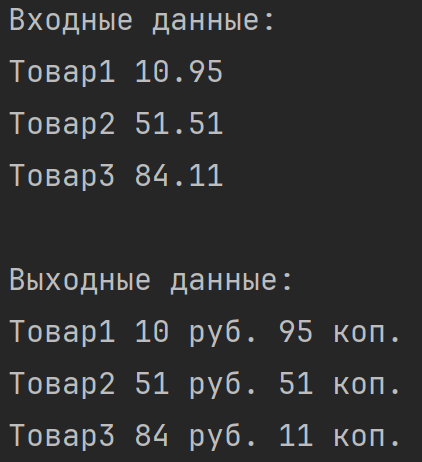 Входные данные:
Товар1 10.95
Товар2 51.51
Товар3 84.11
Выходные данные:
Товар1 10 руб. 95 коп.
Товар2 51 руб. 51 коп.
Товар3 84 руб. 11 коп.